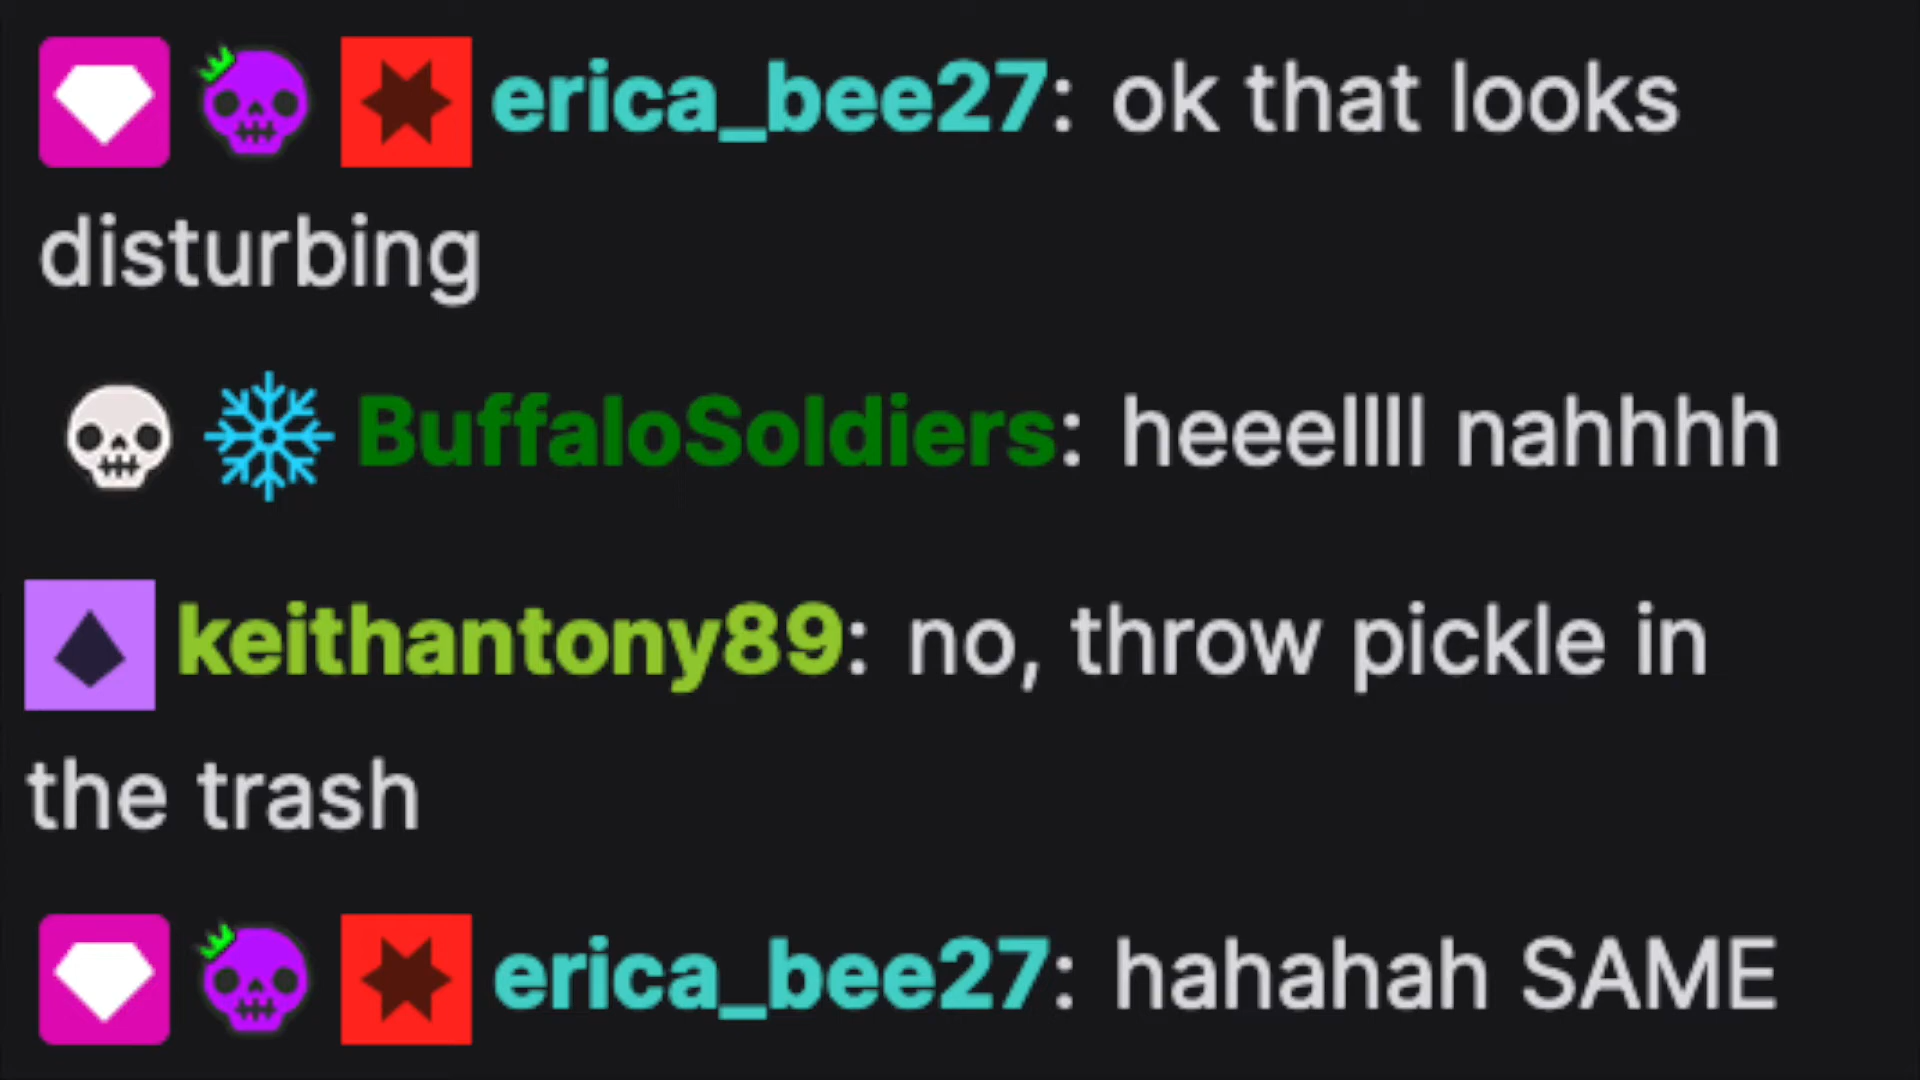 erica_bee27: ok that looks
disturbing
BuffaloSoldiers: heeellll nahhhh
keithantony89: no, throw pickle in
the trash
erica_bee27: hahahah SAME